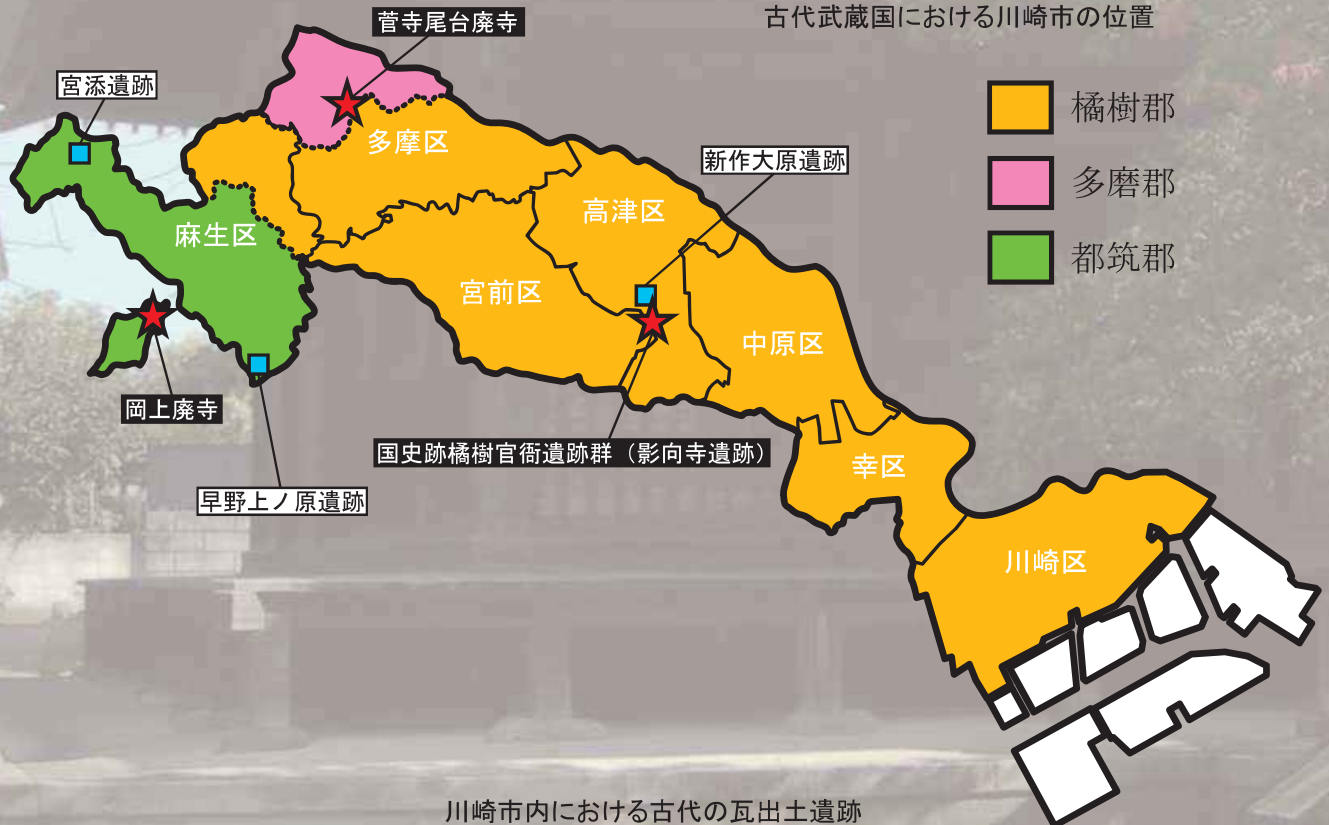 古代武蔵国における川崎市の位置
菅寺尾台廃寺
宮添遺跡
橘樹郡
多摩区
新作大原遺跡
多磨郡
高津区
麻生区
都筑郡
宮前区
中原区
岡上廃寺
国史跡橘樹官衙遺跡群（影向寺遺跡）
幸区
早野上ノ原遺跡
川崎区
川崎市内における古代の瓦出土遺跡